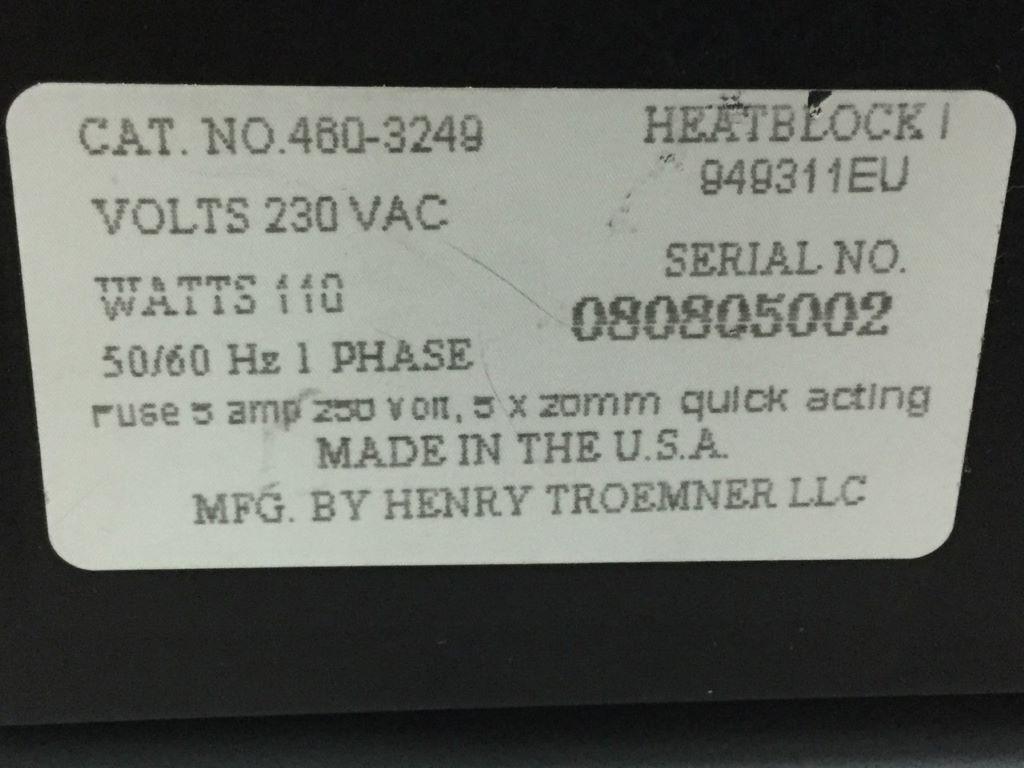 CAT. NO.460-3249
HEATBLOCK I
949311EU
VOLTS 230 VAC
SERIAL NO.
080805002
WATTS 110
50/60 Hz 1 PHASE
Fuse 5 amp 250 volt, 5 x 20mm quick acting
MADE IN THE U.S.A.
MFG. BY HENRY TROEMNER LLC